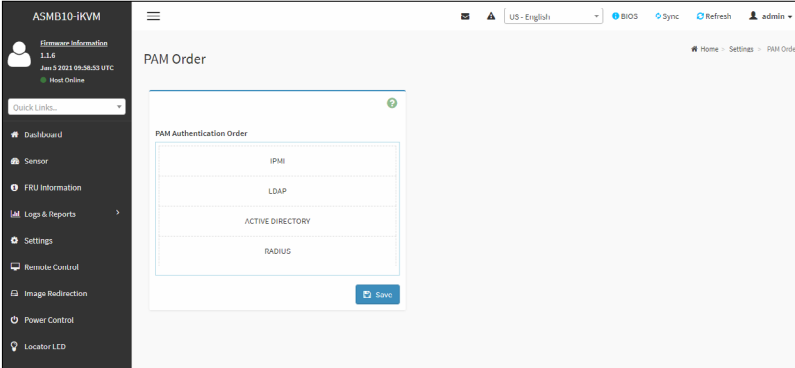 ASMB10-iKVM
Firmware Information
1.1.6
Jan 5 2021 09:58:53 UTC
Host Online
Quick Links..
Dashboard
Sensor
FRU Information
Logs & Reports
Settings
Remote Control
Image Redirection
Power Control
Locator LED
US - English
BIOS
Sync
Refresh
admin
PAM Order
Home > Settings > PAM Orde
PAM Authentication Order
IPMI
LDAP
ACTIVE DIRECTORY
RADIUS
Save